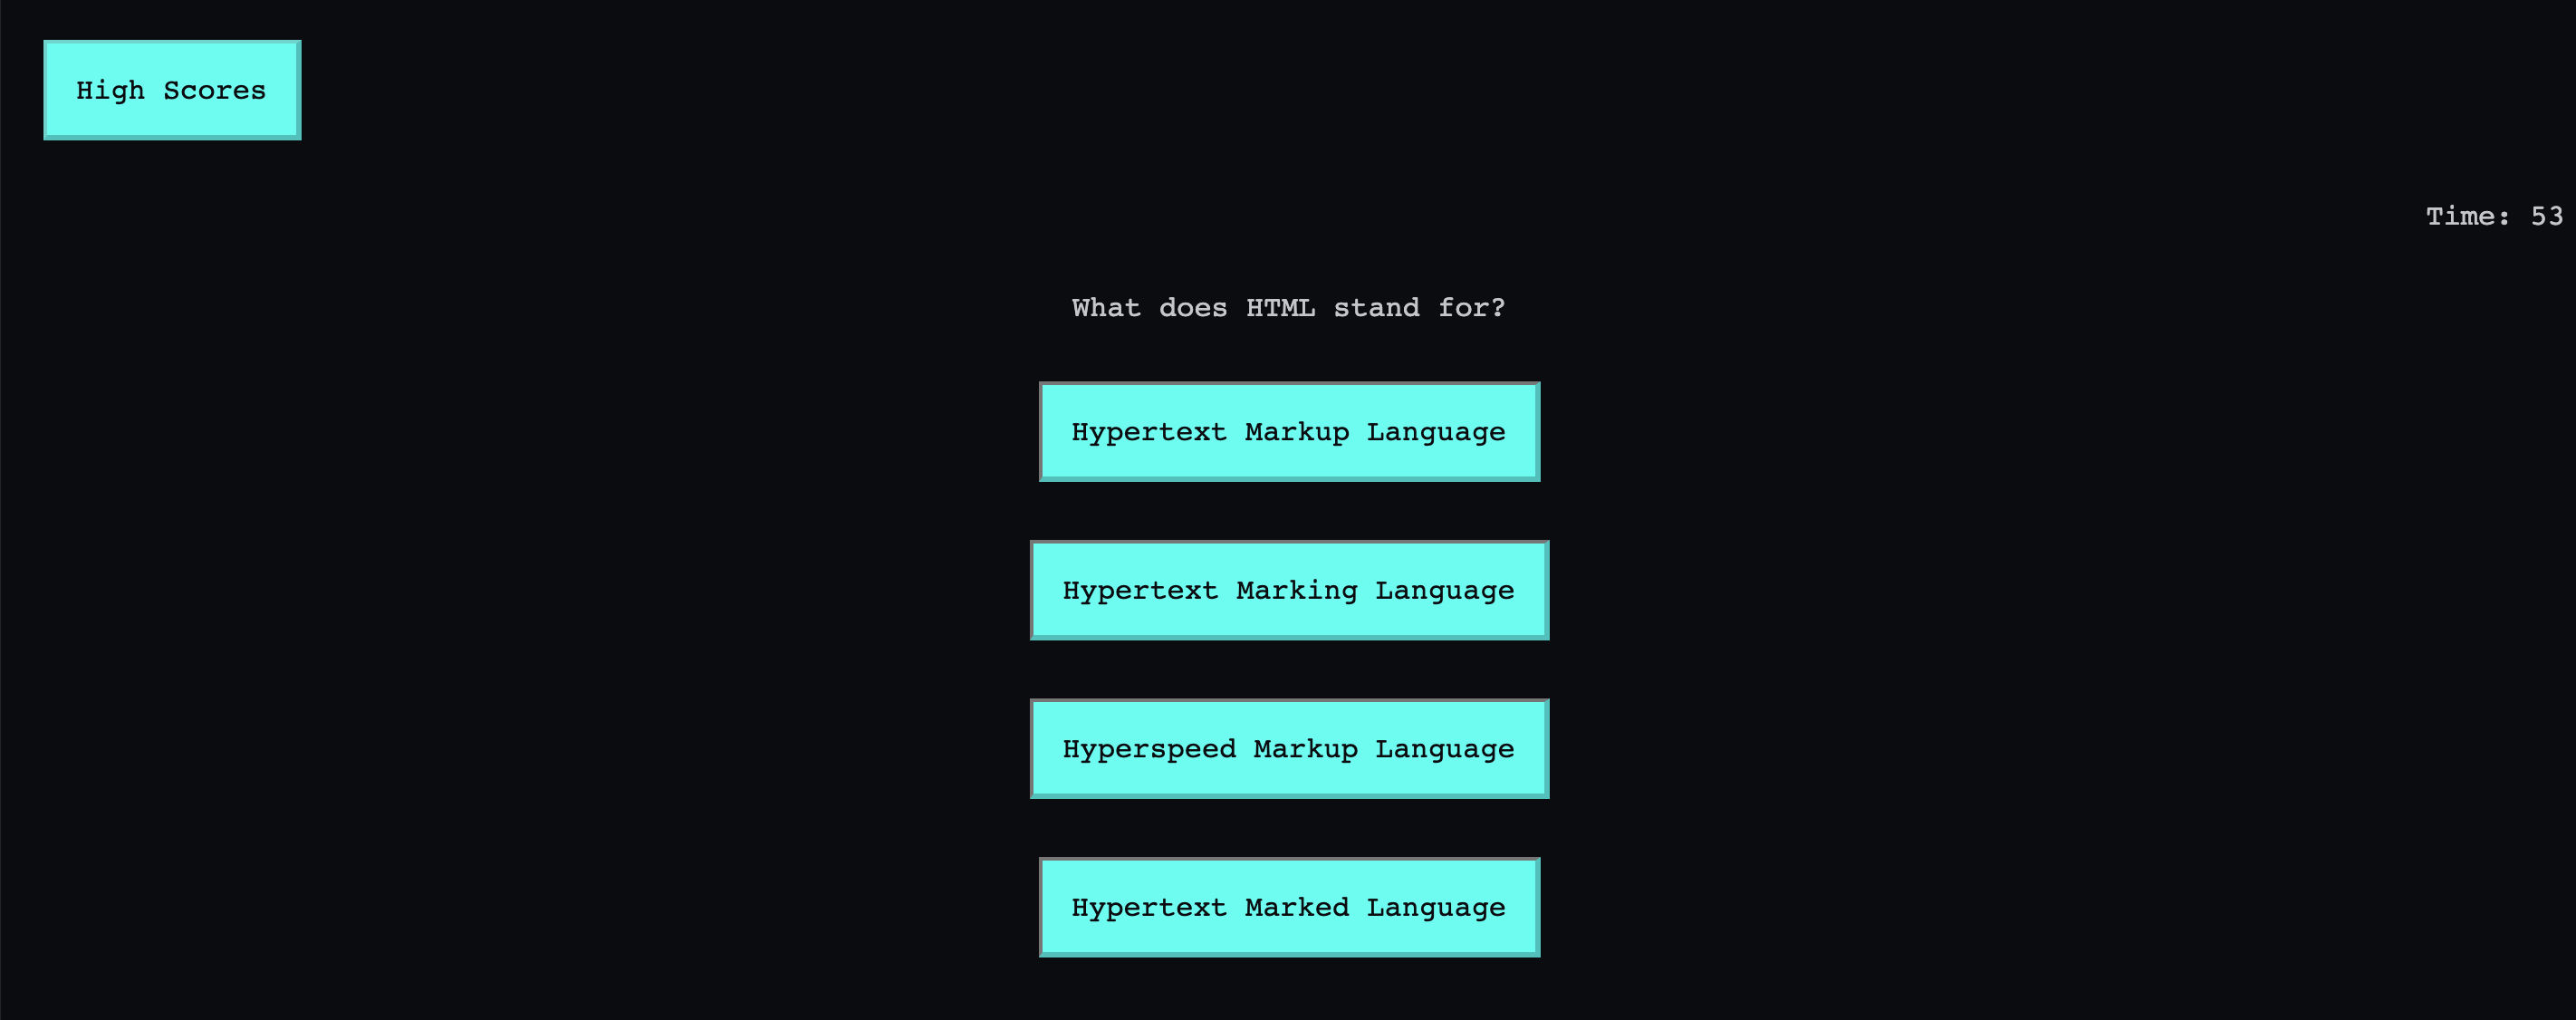 High Scores
Time: 53
What does HTML stand for?
Hypertext Markup Language
Hypertext Marking Language
Hyperspeed Markup Language
Hypertext Marked Language